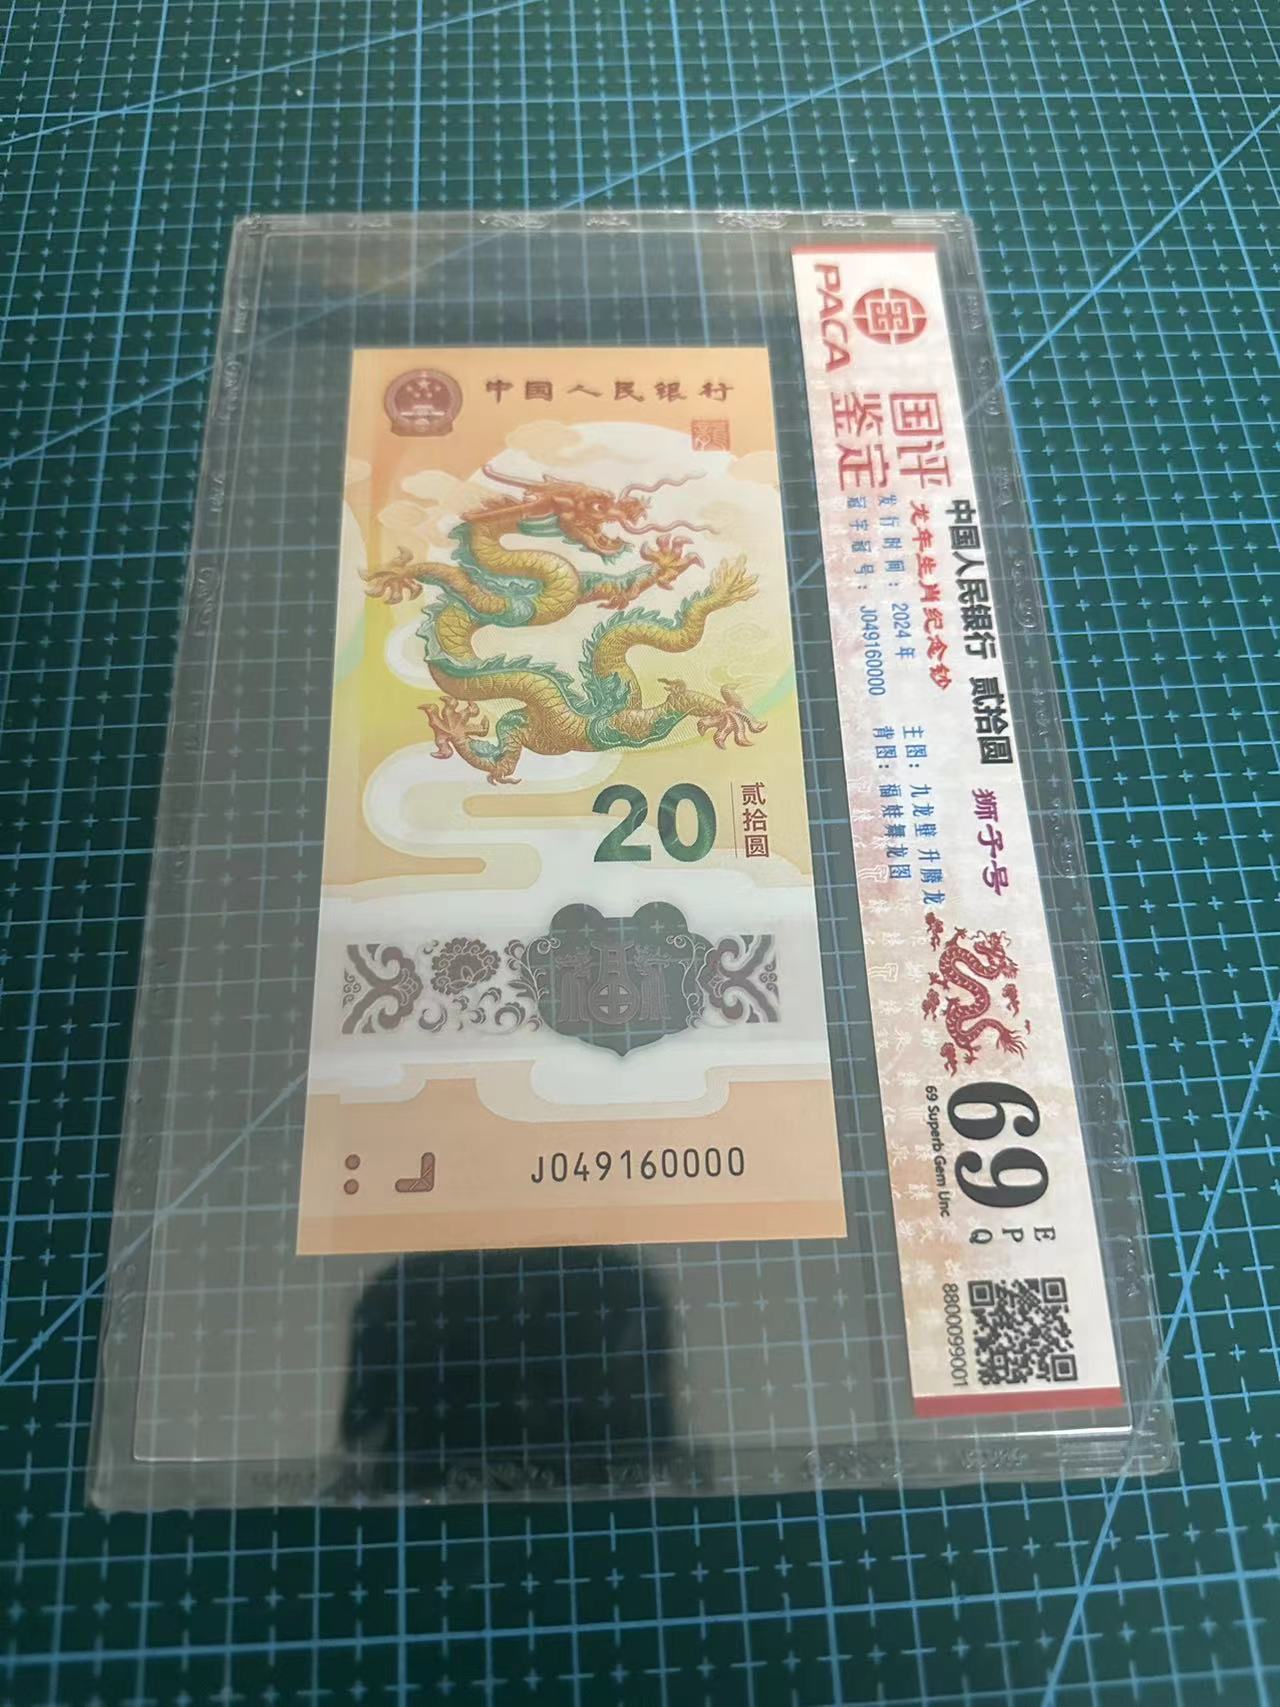 中国人民银行
20
贰拾圆
J049160000
PACA
国评
鉴定
中国人民银行 贰拾圆 狮子号
龙年生肖纪念钞
发行时间：2024年 主图：九龙壁升腾龙
冠字冠号：J049160000 背图：福娃舞龙图
69
EPQ
69 Superb Gem Unc
8800099001